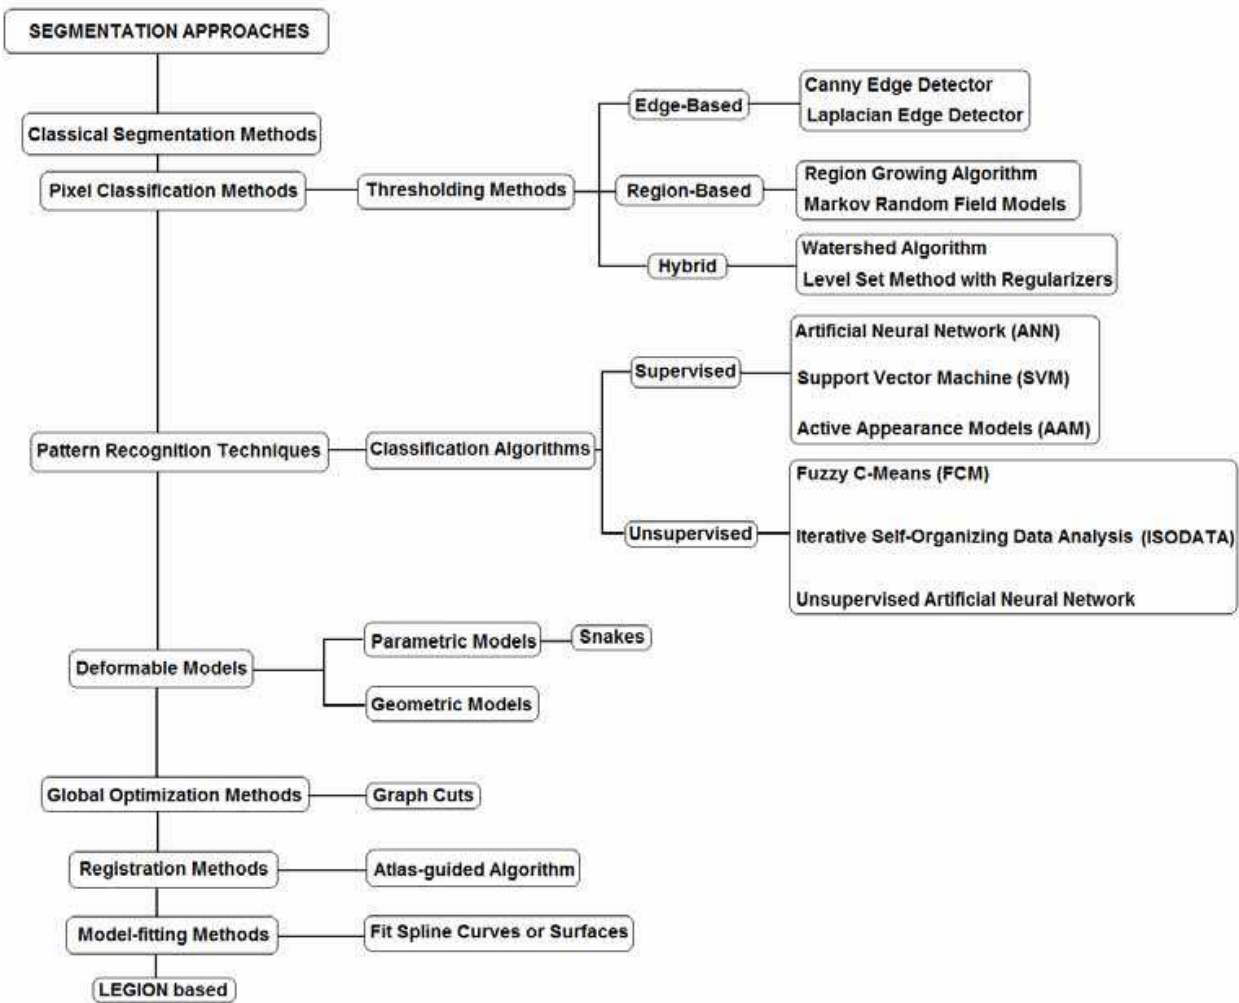 SEGMENTATION APPROACHES
Classical Segmentation Methods
Pixel Classification Methods
Thresholding Methods
Edge-Based
Canny Edge Detector
Laplacian Edge Detector
Region-Based
Region Growing Algorithm
Markov Random Field Models
Hybrid
Watershed Algorithm
Level Set Method with Regularizers
Pattern Recognition Techniques
Classification Algorithms
Supervised
Artificial Neural Network (ANN)
Support Vector Machine (SVM)
Active Appearance Models (AAM)
Unsupervised
Fuzzy C-Means (FCM)
Iterative Self-Organizing Data Analysis (ISODATA)
Unsupervised Artificial Neural Network
Deformable Models
Parametric Models
Snakes
Geometric Models
Global Optimization Methods
Graph Cuts
Registration Methods
Atlas-guided Algorithm
Model-fitting Methods
Fit Spline Curves or Surfaces
LEGION based